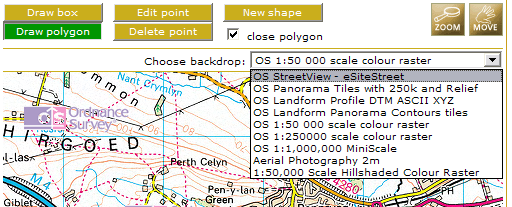 Draw box Edit point New shape
Draw polygon Delete point close polygon
ZOOM MOVE
Choose backdrop: OS 1:50 000 scale colour raster
OS StreetView - eSiteStreet
OS Panorama Tiles with 250k and Relief
OS Landform Profile DTM ASCII XYZ
OS Landform Panorama Contours tiles
OS 1:50 000 scale colour raster
OS 1:250000 scale colour raster
OS 1:1,000,000 MiniScale
Aerial Photography 2m
1:50,000 Scale Hillshaded Colour Raster
Common
Nant Crymlyn
Ordnance
Survey
HIRGOED
-llas
Perth Celyn
M 4
Giblet
Pen-y-lan
Green
PH